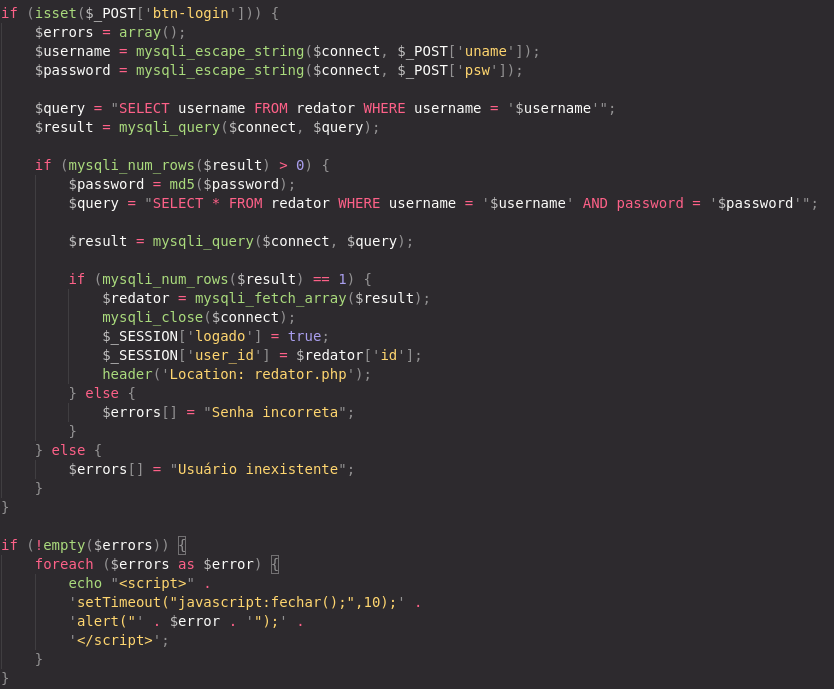 if (isset($_POST['btn-login'])) {
    $errors = array();
    $username = mysqli_escape_string($connect, $_POST['uname']);
    $password = mysqli_escape_string($connect, $_POST['psw']);

    $query = "SELECT username FROM redator WHERE username = '$username'";
    $result = mysqli_query($connect, $query);

    if (mysqli_num_rows($result) > 0) {
        $password = md5($password);
        $query = "SELECT * FROM redator WHERE username = '$username' AND password = '$password'";

        $result = mysqli_query($connect, $query);

        if (mysqli_num_rows($result) == 1) {
            $redator = mysqli_fetch_array($result);
            mysqli_close($connect);
            $_SESSION['logado'] = true;
            $_SESSION['user_id'] = $redator['id'];
            header('Location: redator.php');
        } else {
            $errors[] = "Senha incorreta";
        }
    } else {
        $errors[] = "Usuário inexistente";
    }
}

if (!empty($errors)) {
    foreach ($errors as $error) {
        echo "<script>" .
        'setTimeout("javascript:fechar();",10);' .
        'alert("' . $error . '");' .
        '</script>';
    }
}